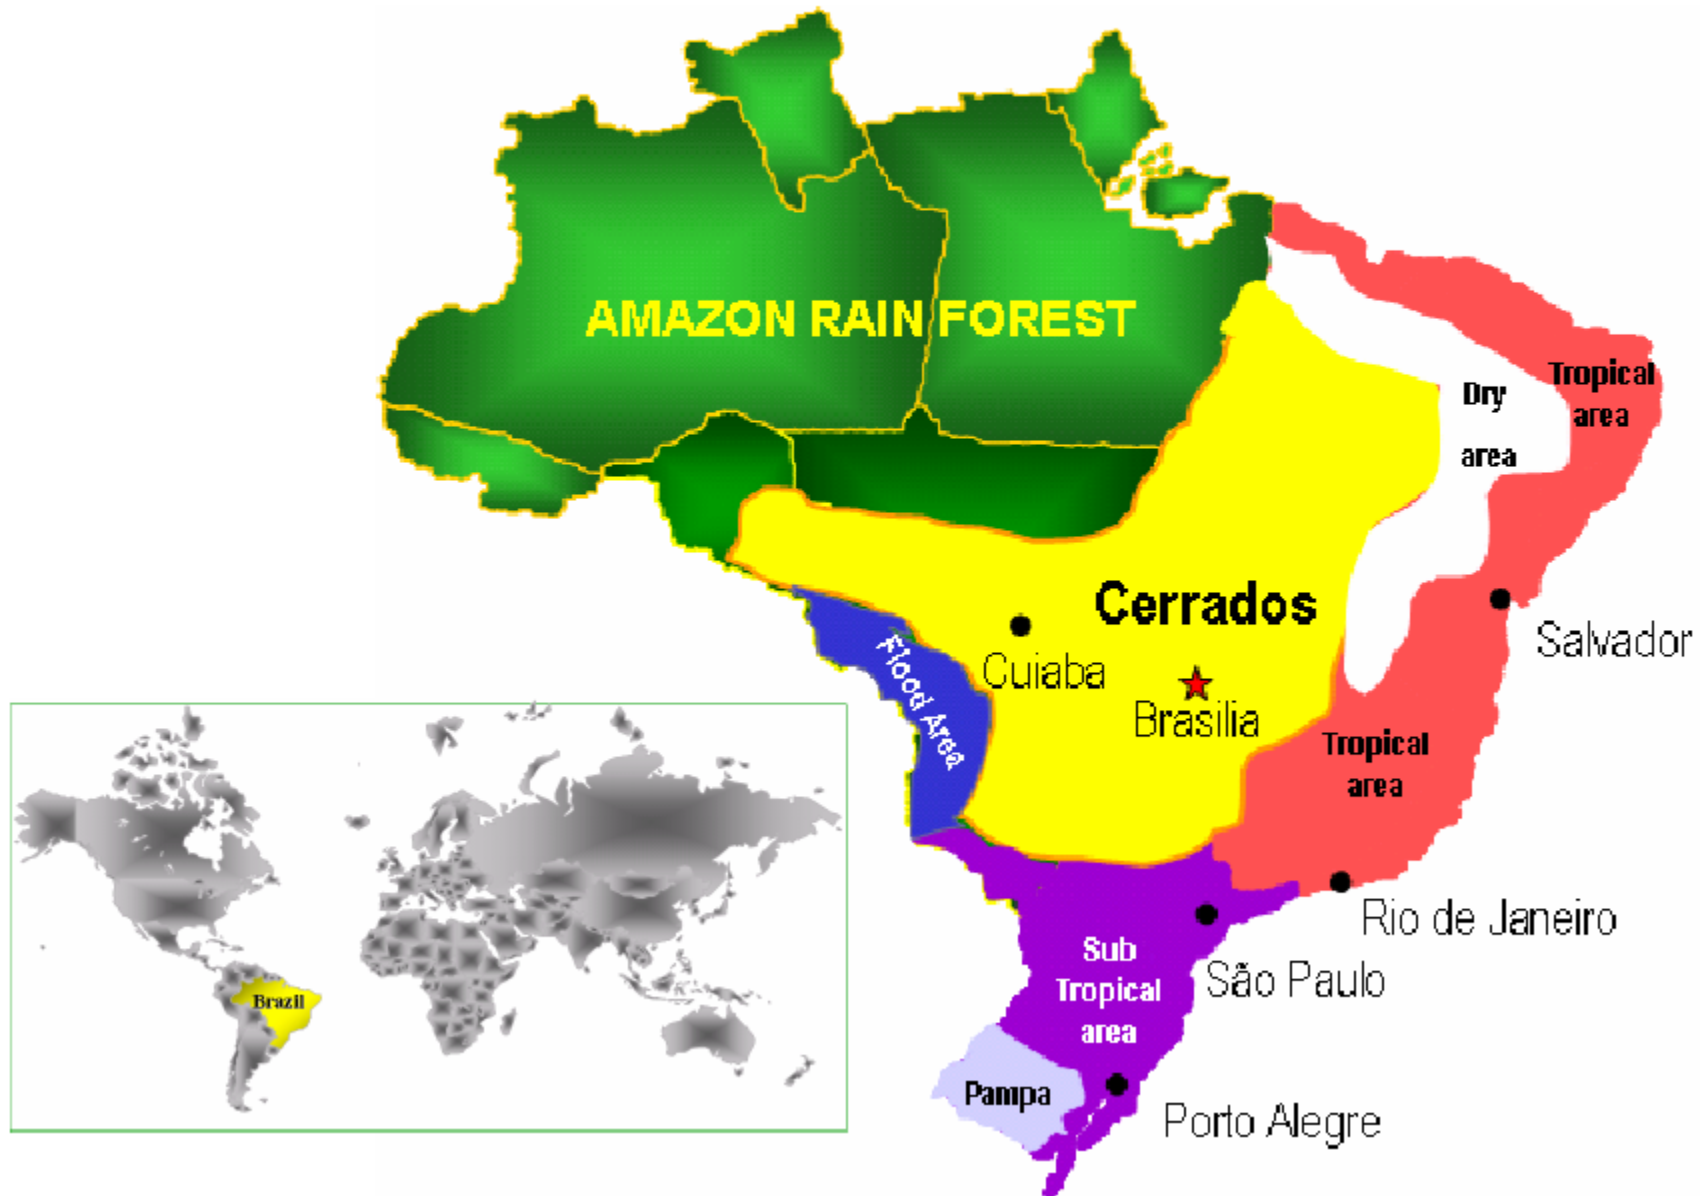 AMAZON RAIN FOREST
Tropical
area
Dry
area
Cerrados
Salvador
Cuiaba
Flood Area
Brasilia
Tropical
area
Rio de Janeiro
Sub
Tropical
area
São Paulo
Brazil
Pampa
Porto Alegre